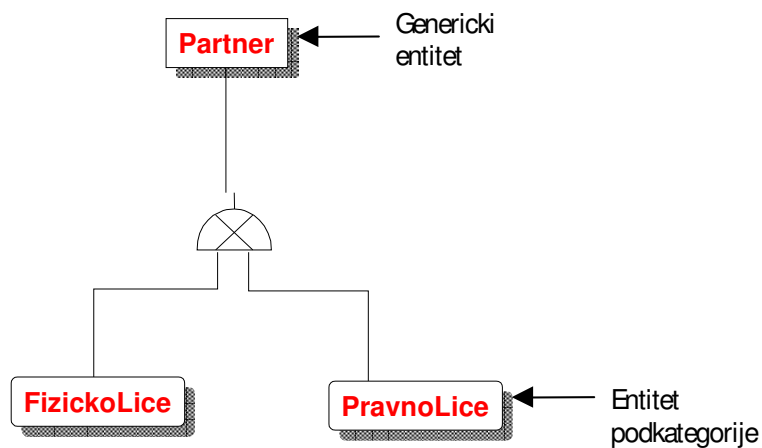 Partner
Genericki
entitet
FizickoLice
PravnoLice
Entitet
podkategorije